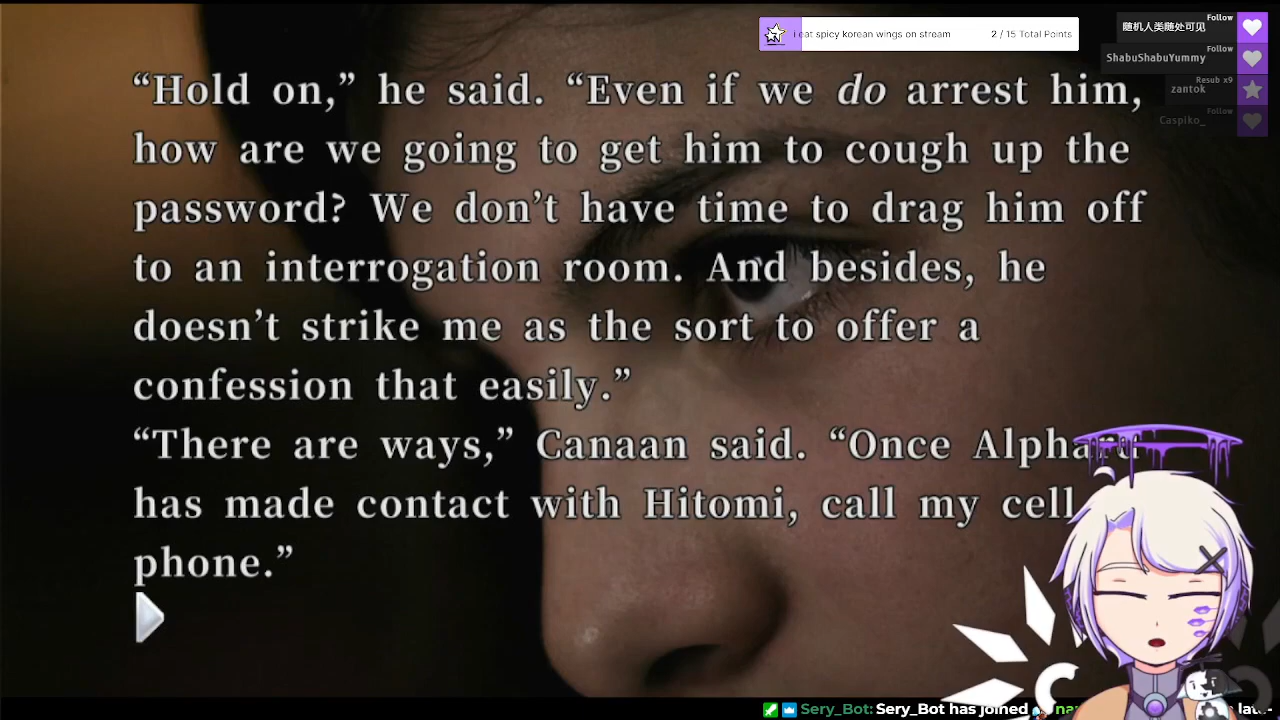 i eat spicy korean wings on stream 2 / 15 Total Points
Follow
随机人类随处可见
Follow
ShabuShabuYummy
Resub x9
zantok
Follow
Caspiko_
“Hold on,” he said. “Even if we do arrest him,
how are we going to get him to cough up the
password? We don’t have time to drag him off
to an interrogation room. And besides, he
doesn’t strike me as the sort to offer a
confession that easily.”
“There are ways,” Canaan said. “Once Alphard
has made contact with Hitomi, call my cell
phone.”
Sery_Bot: Sery_Bot has joined